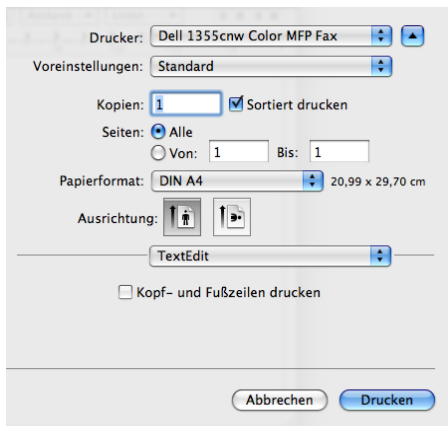 Drucker: Dell 1355cnw Color MFP Fax
Voreinstellungen: Standard
Kopien: 1 Sortiert drucken
Seiten: Alle
Von: 1 Bis: 1
Papierformat: DIN A4 20,99 x 29,70 cm
Ausrichtung:
TextEdit
Kopf- und Fußzeilen drucken
Abbrechen Drucken